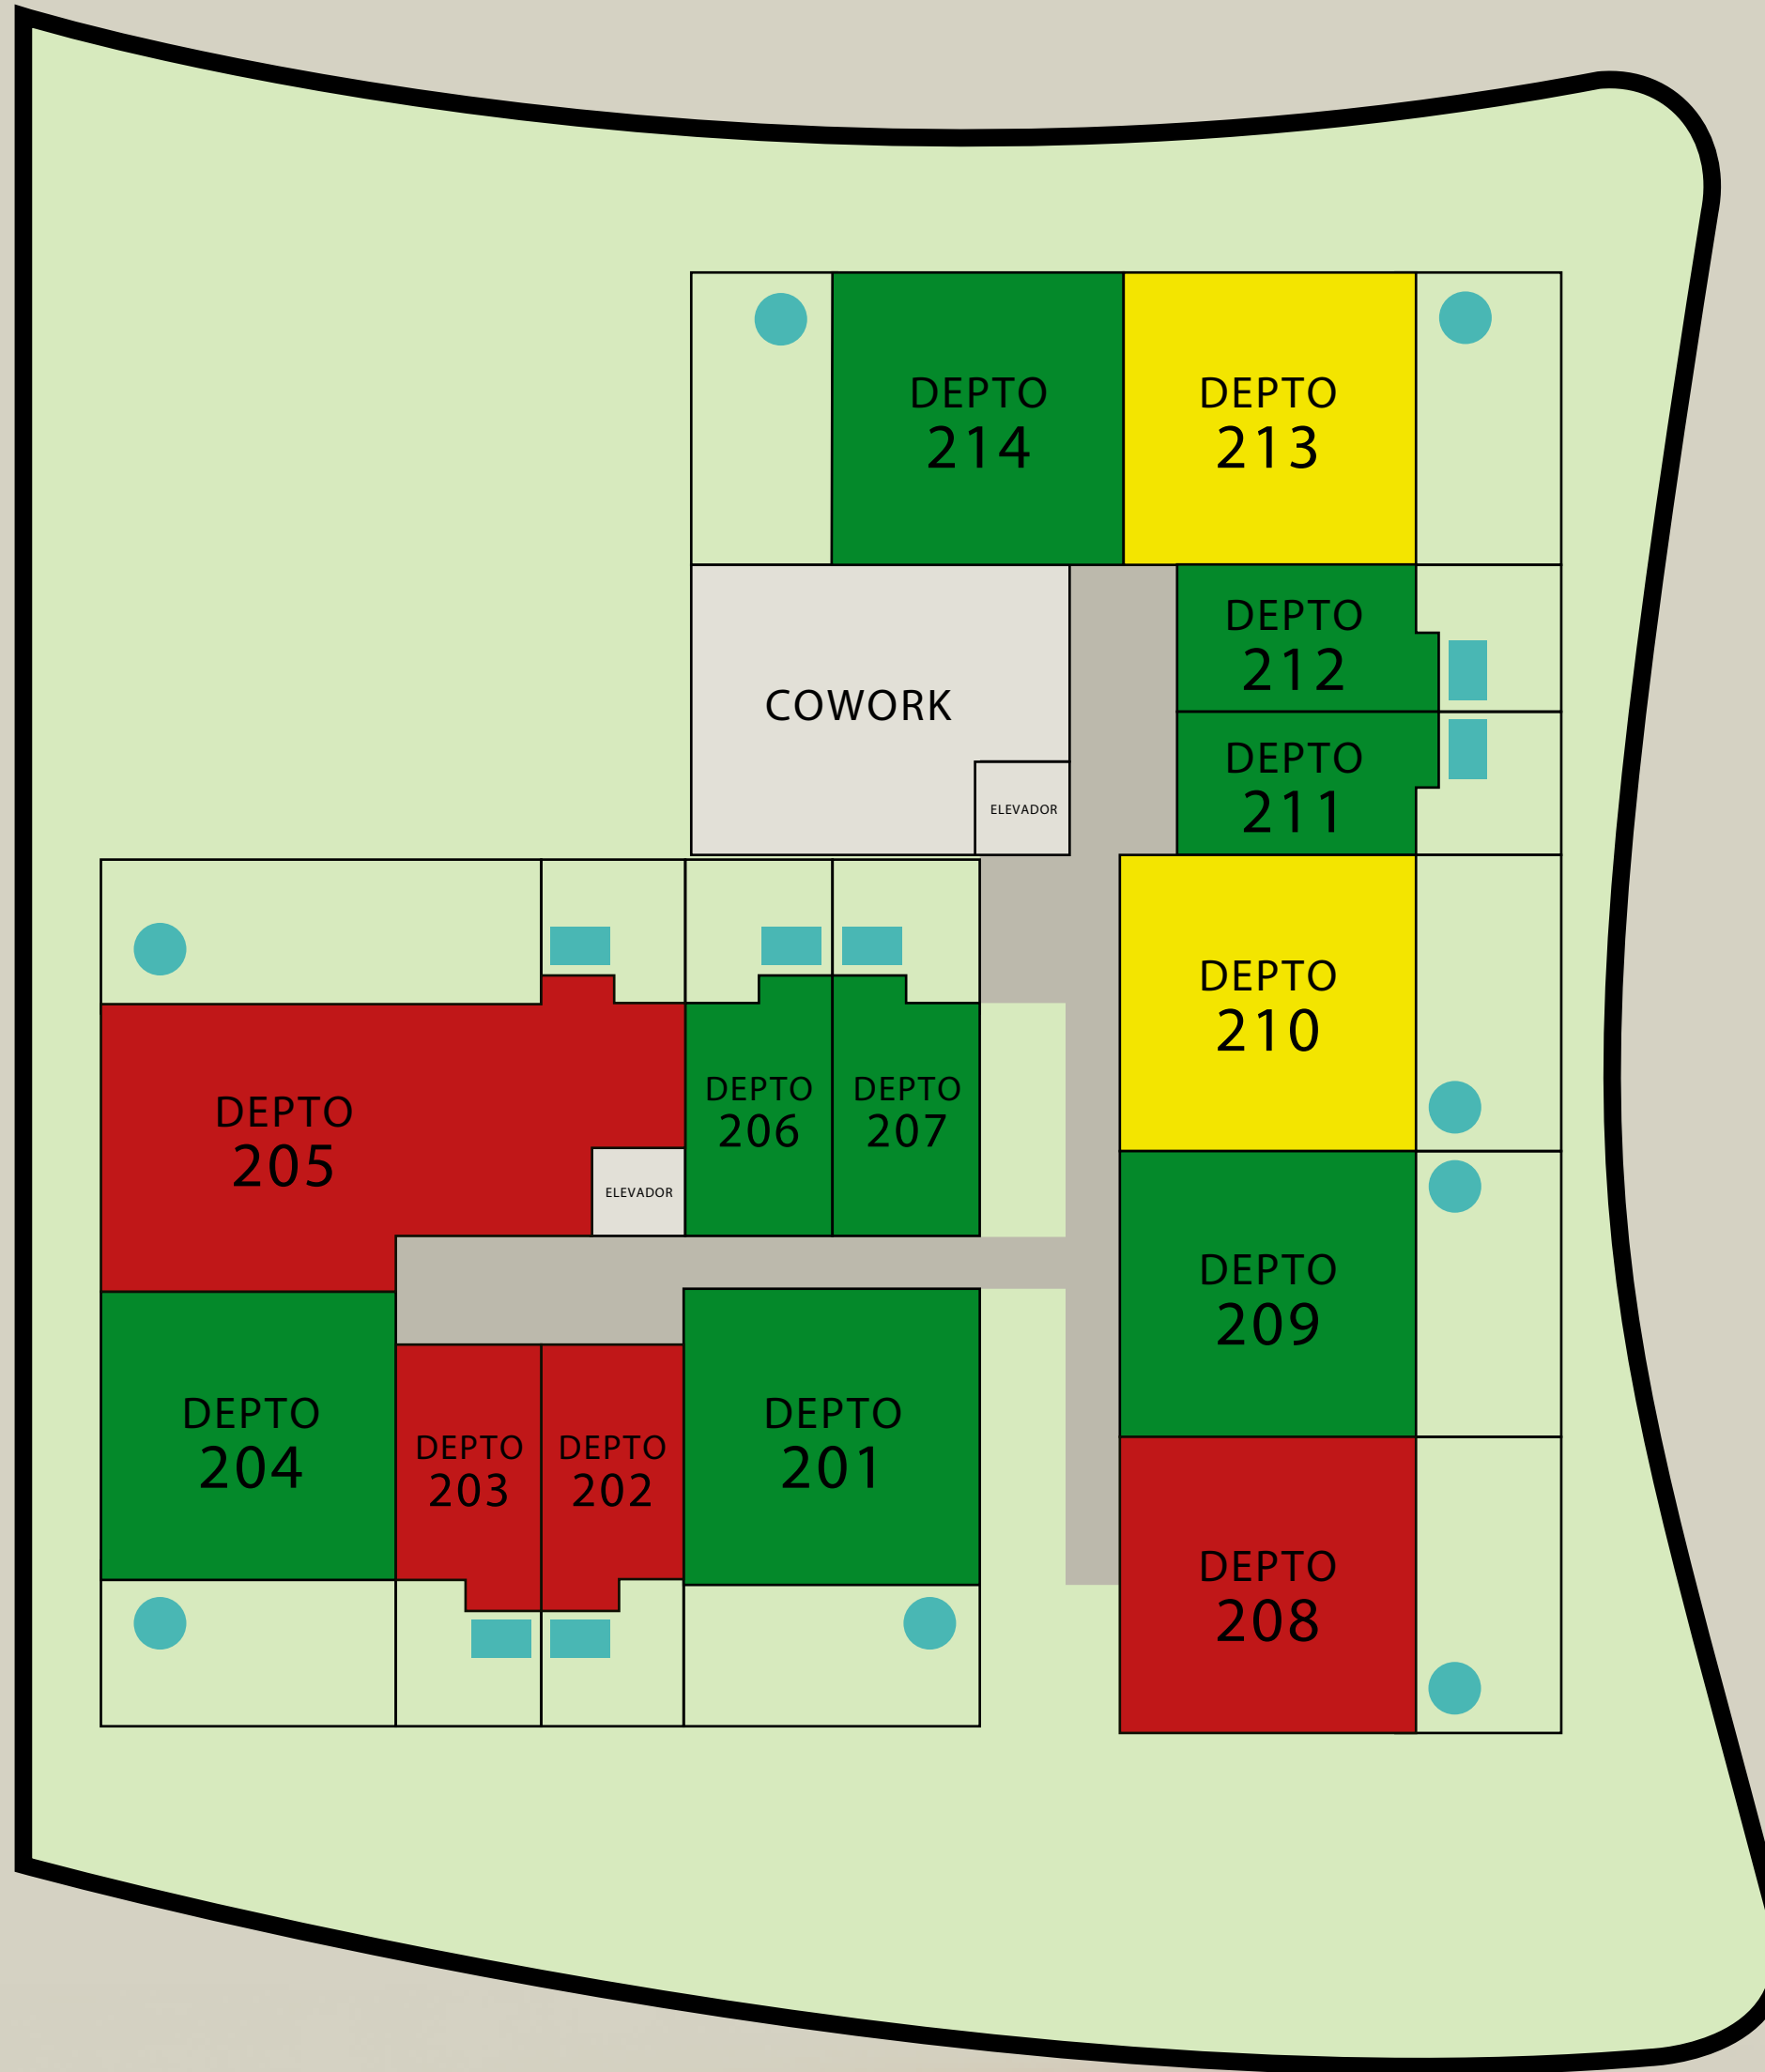 DEPTO
214
DEPTO
213
DEPTO
212
COWORK
DEPTO
211
ELEVADOR
DEPTO
210
DEPTO
205
DEPTO
206
DEPTO
207
ELEVADOR
DEPTO
209
DEPTO
204
DEPTO
203
DEPTO
202
DEPTO
201
DEPTO
208